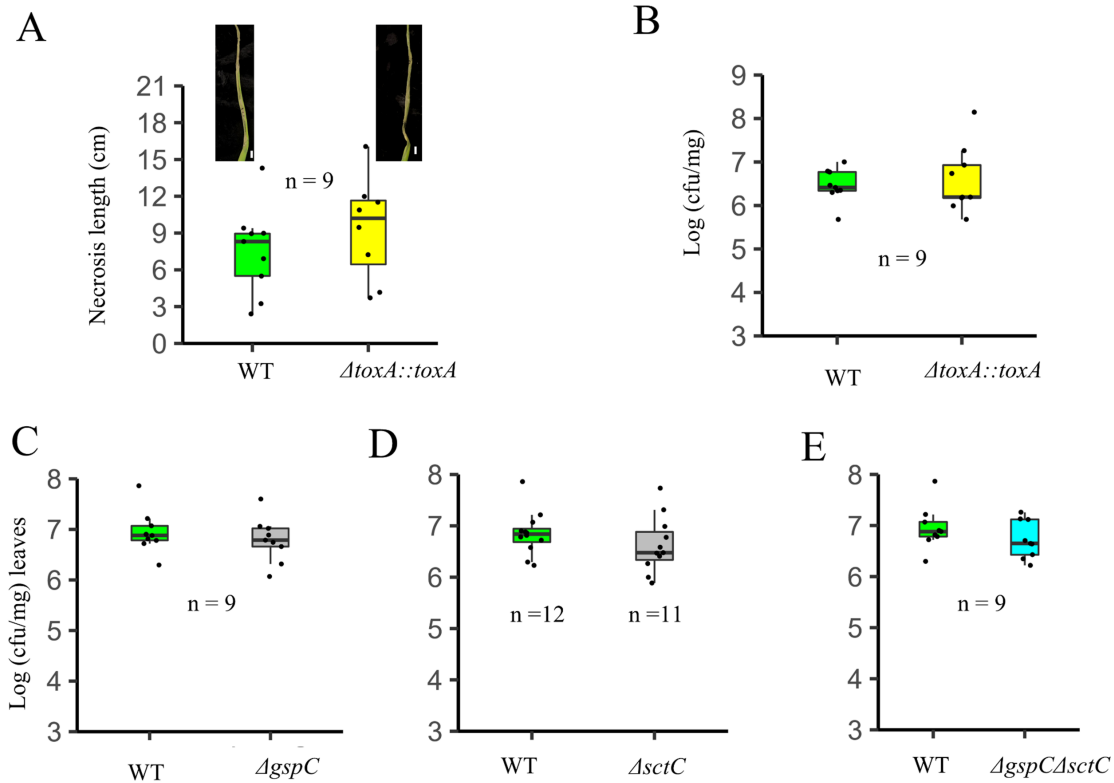 A
B
21
18
15
12
9
6
3
0
Necrosis length (cm)
n = 9
WT
ΔtoxA::toxA
9
8
7
6
5
4
3
Log (cfu/mg)
n = 9
WT
ΔtoxA::toxA
C
D
E
8
7
6
5
4
3
Log (cfu/mg) leaves
n = 9
WT
ΔgspC
8
7
6
5
4
3
n =12
n =11
WT
ΔsctC
8
7
6
5
4
3
n = 9
WT
ΔgspCΔsctC